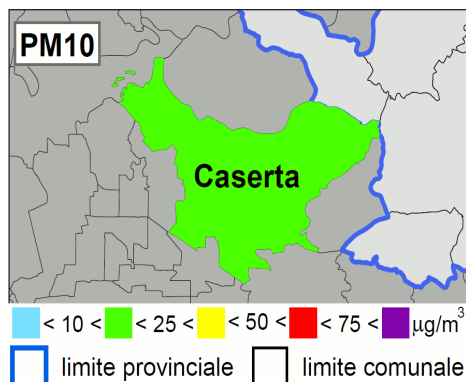 PM10
Caserta
< 10 < < 25 < < 50 < < 75 < µg/m³
limite provinciale limite comunale